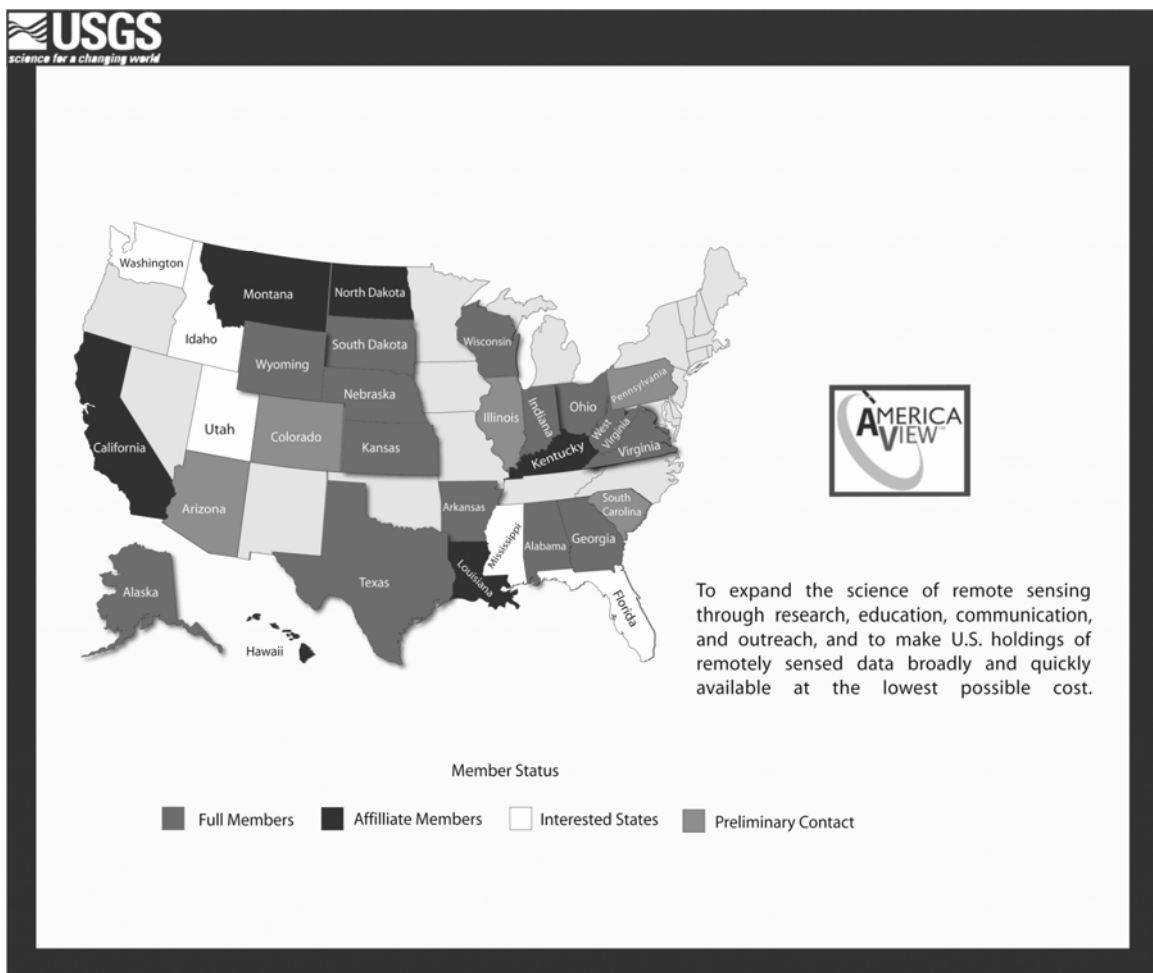 USGS
science for a changing world
Washington
Montana
North Dakota
Idaho
Wyoming
South Dakota
Wisconsin
Nebraska
Pennsylvania
Utah
Colorado
Kansas
Illinois
Indiana
Ohio
West
Virginia
Virginia
Kentucky
California
Arizona
Arkansas
South
Carolina
Mississippi
Alabama
Georgia
Texas
Louisiana
Florida
Alaska
Hawaii
AMERICA
VIEW™
To expand the science of remote sensing
through research, education, communication,
and outreach, and to make U.S. holdings of
remotely sensed data broadly and quickly
available at the lowest possible cost.
Member Status
Full Members
Affilliate Members
Interested States
Preliminary Contact